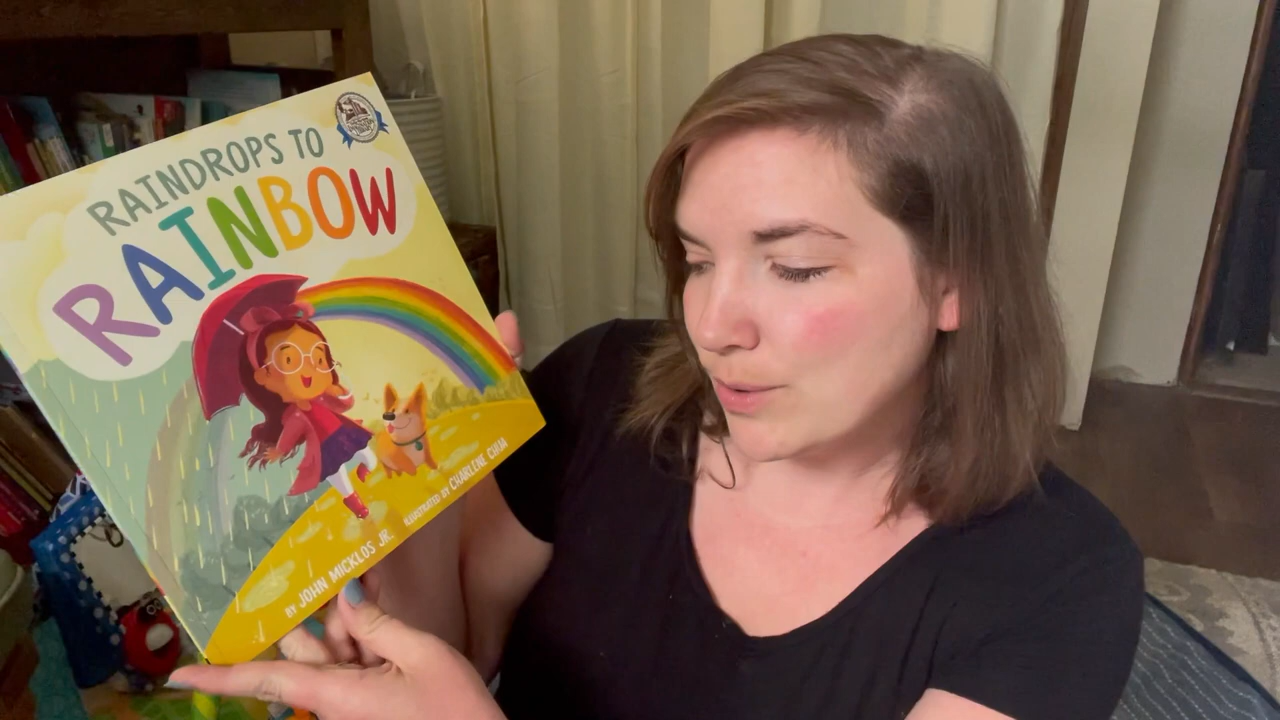 RAINDROPS TO
RAINBOW
BY JOHN MICKLOS JR.
ILLUSTRATED BY CHARLENE CHUA